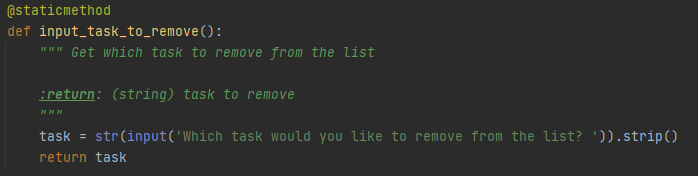 @staticmethod
def input_task_to_remove():
""" Get which task to remove from the list
:return: (string) task to remove
"""
task = str(input('Which task would you like to remove from the list? ')).strip()
return task